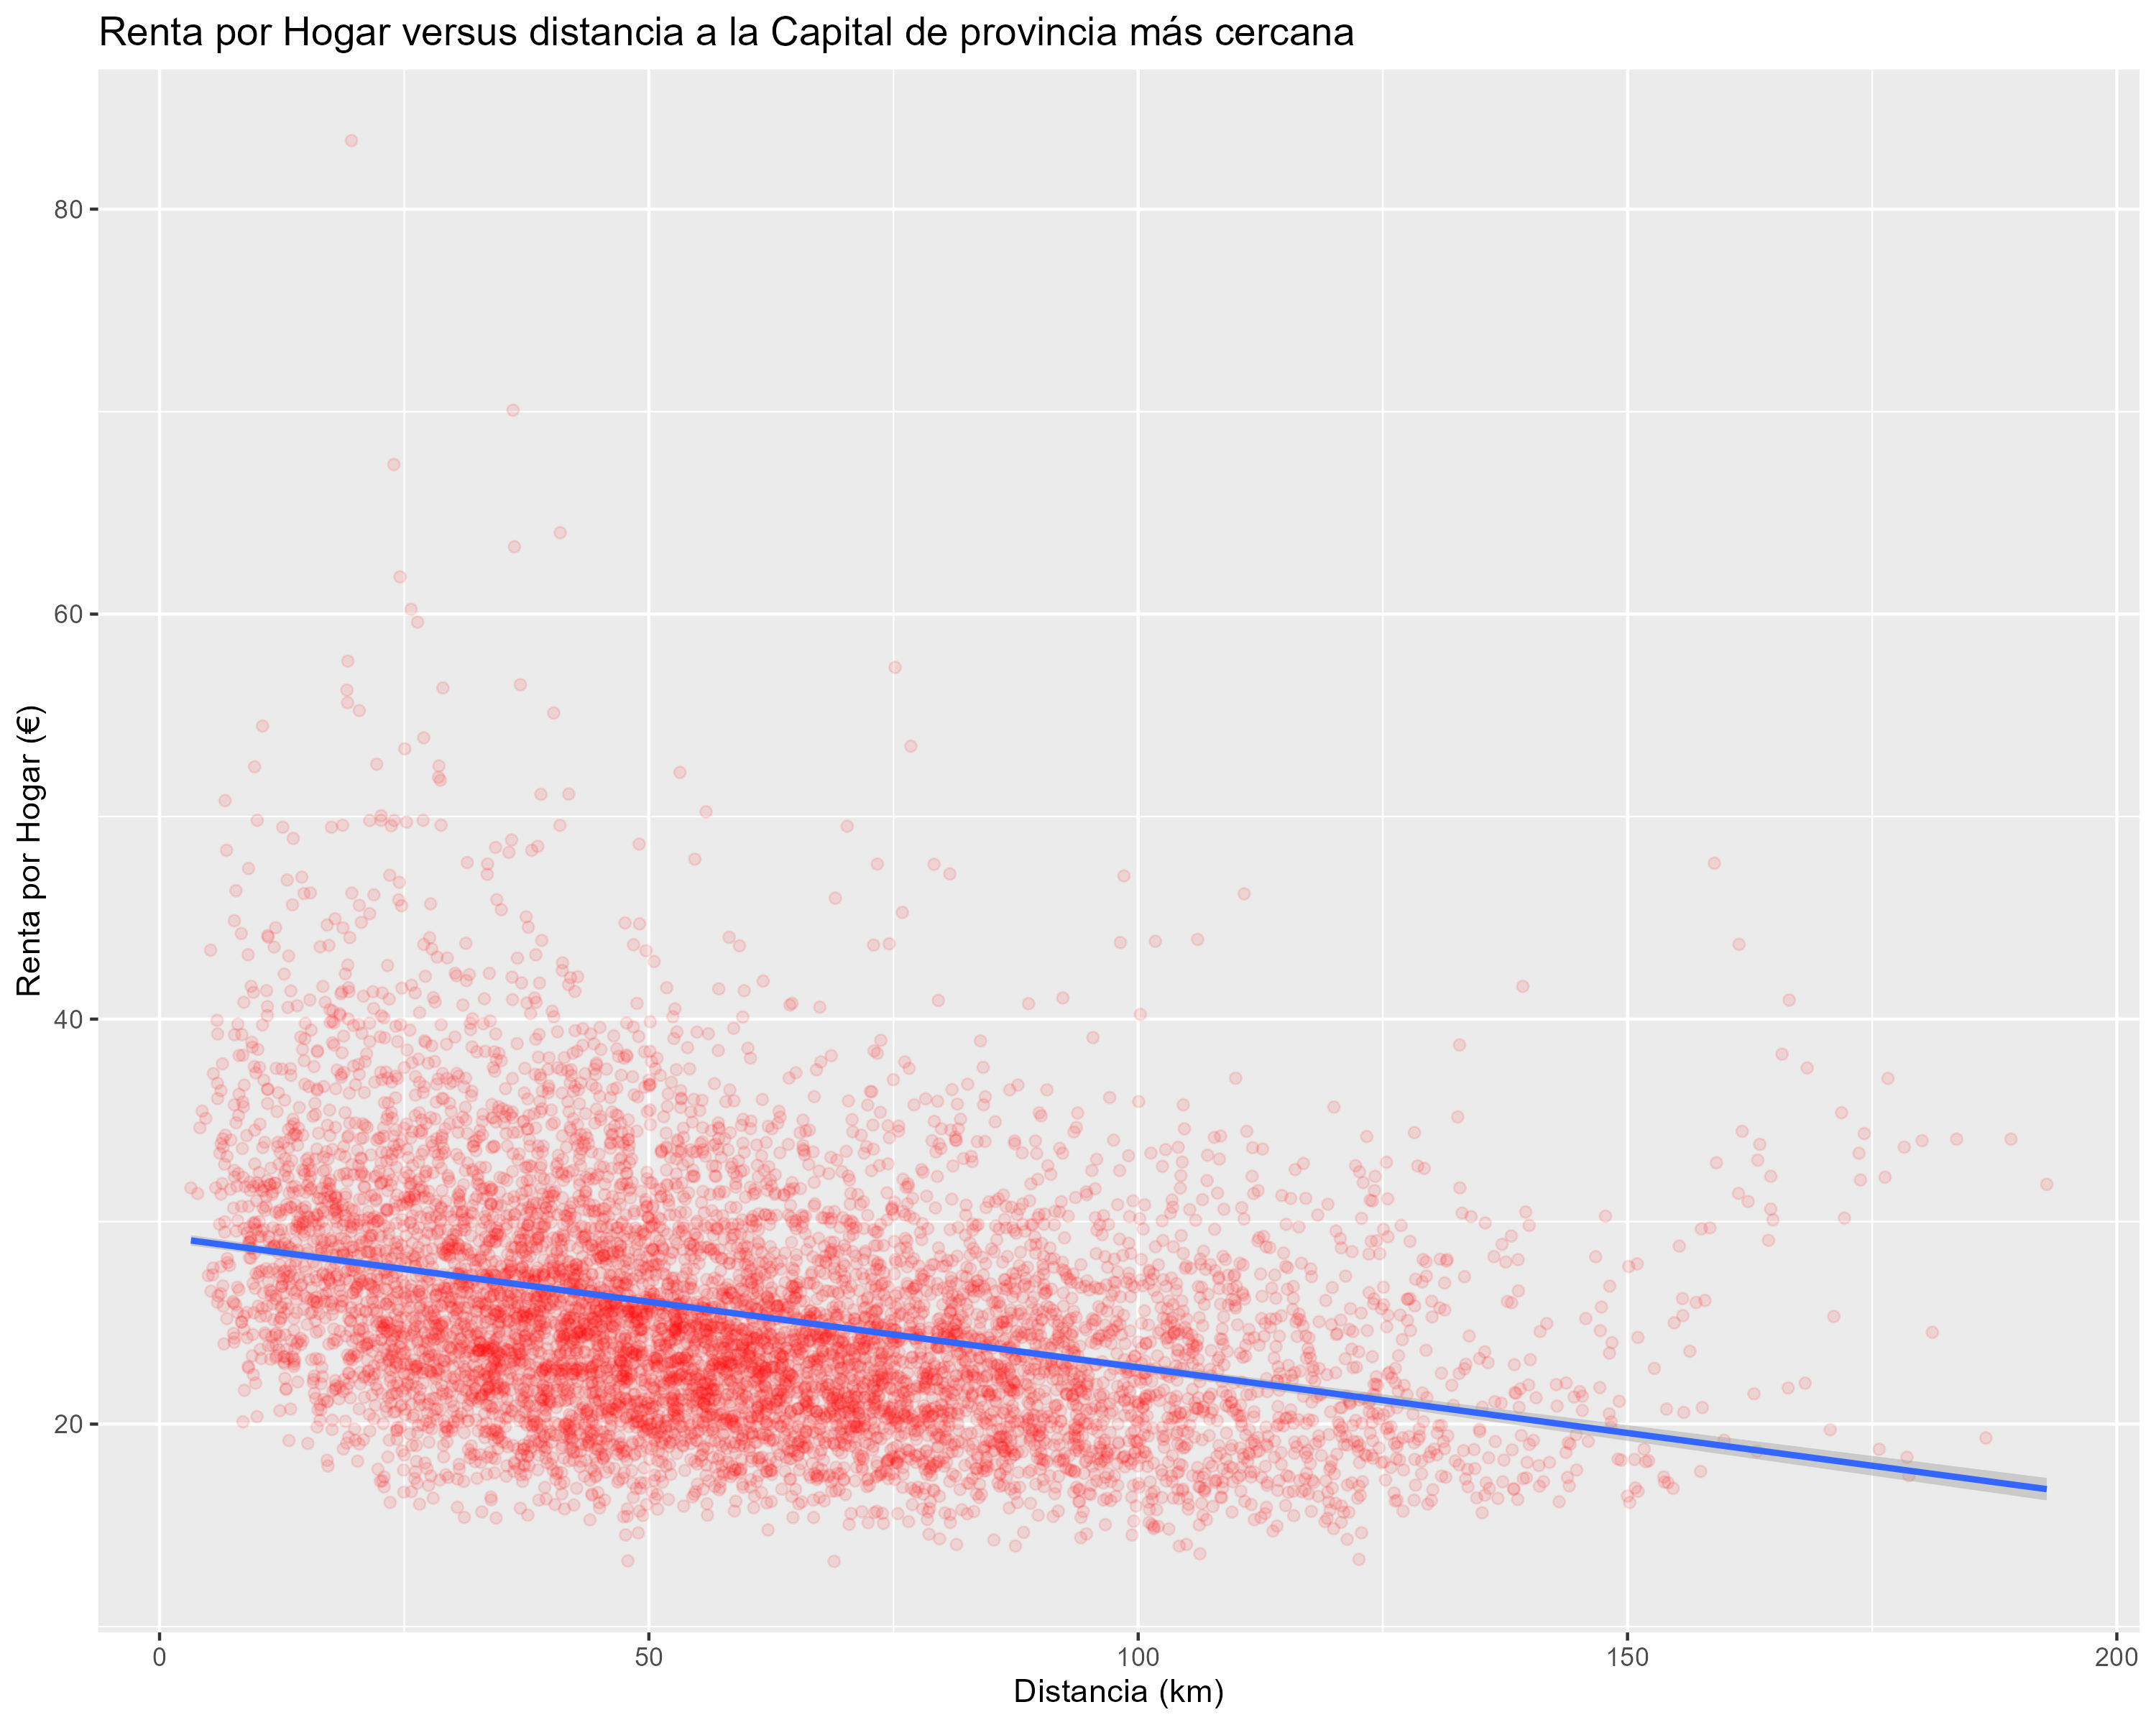 Renta por Hogar versus distancia a la Capital de provincia más cercana
Renta por Hogar (€)
80
60
40
20
0 50 100 150 200
Distancia (km)